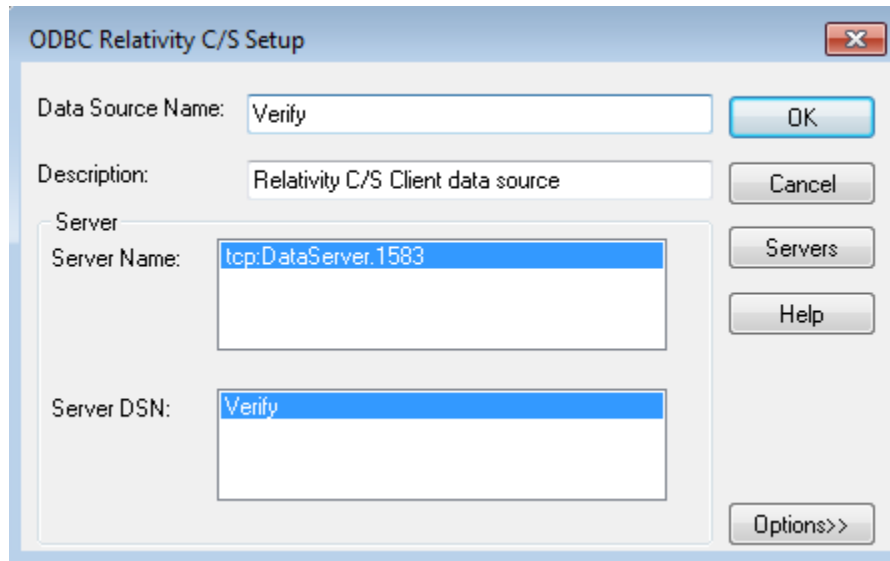 ODBC Relativity C/S Setup
Data Source Name: Verify
OK
Description: Relativity C/S Client data source
Cancel
Server
Server Name: tcp:DataServer.1583
Servers
Help
Server DSN: Verify
Options>>